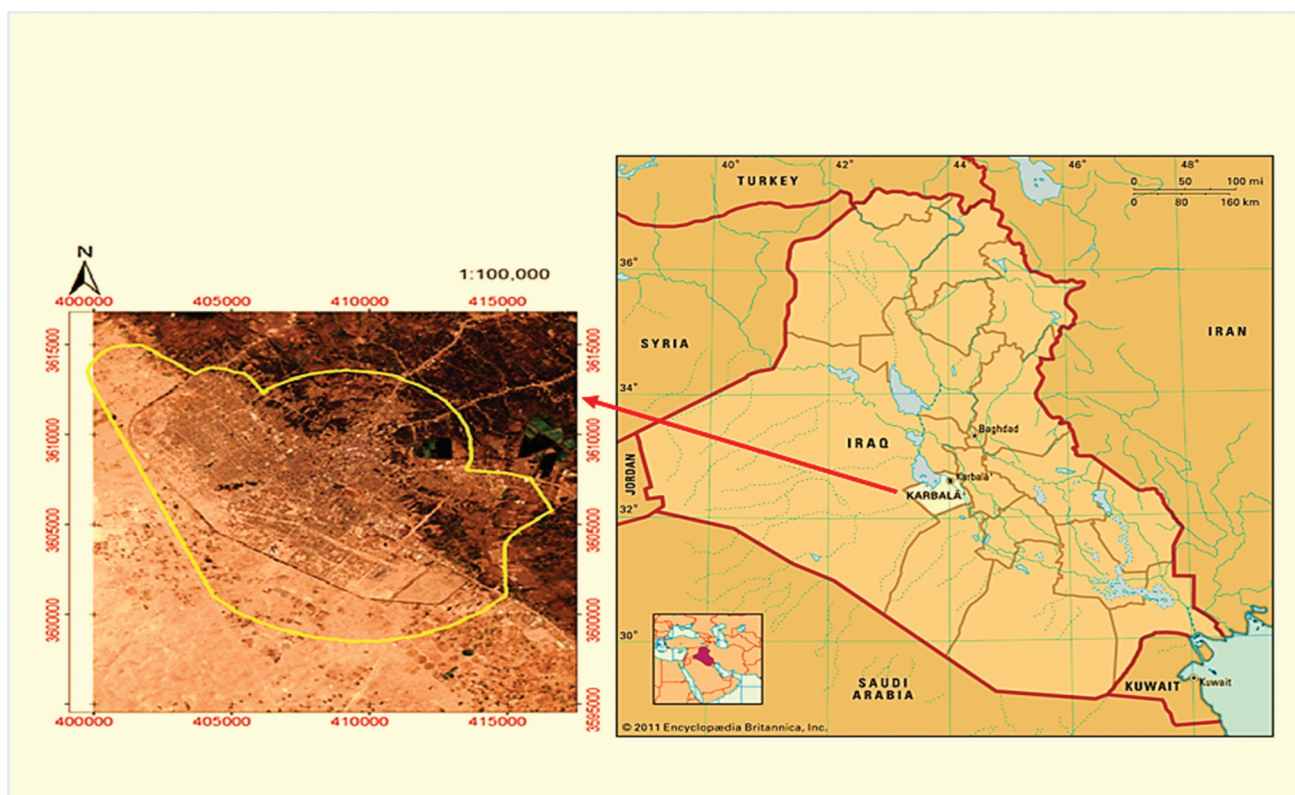 N
1:100,000
400000 405000 410000 415000
3615000 3615000
3610000 3610000
3605000 3605000
3600000 3600000
3595000
400000 405000 410000 415000
40° 42° 44° 46° 48°
TURKEY
0 50 100 mi
0 80 160 km
36°
SYRIA
IRAN
34°
Baghdad
IRAQ
JORDAN
Karbalā'
KARBALĀ'
32°
30°
SAUDI
ARABIA
KUWAIT
Kuwait
© 2011 Encyclopædia Britannica, Inc.